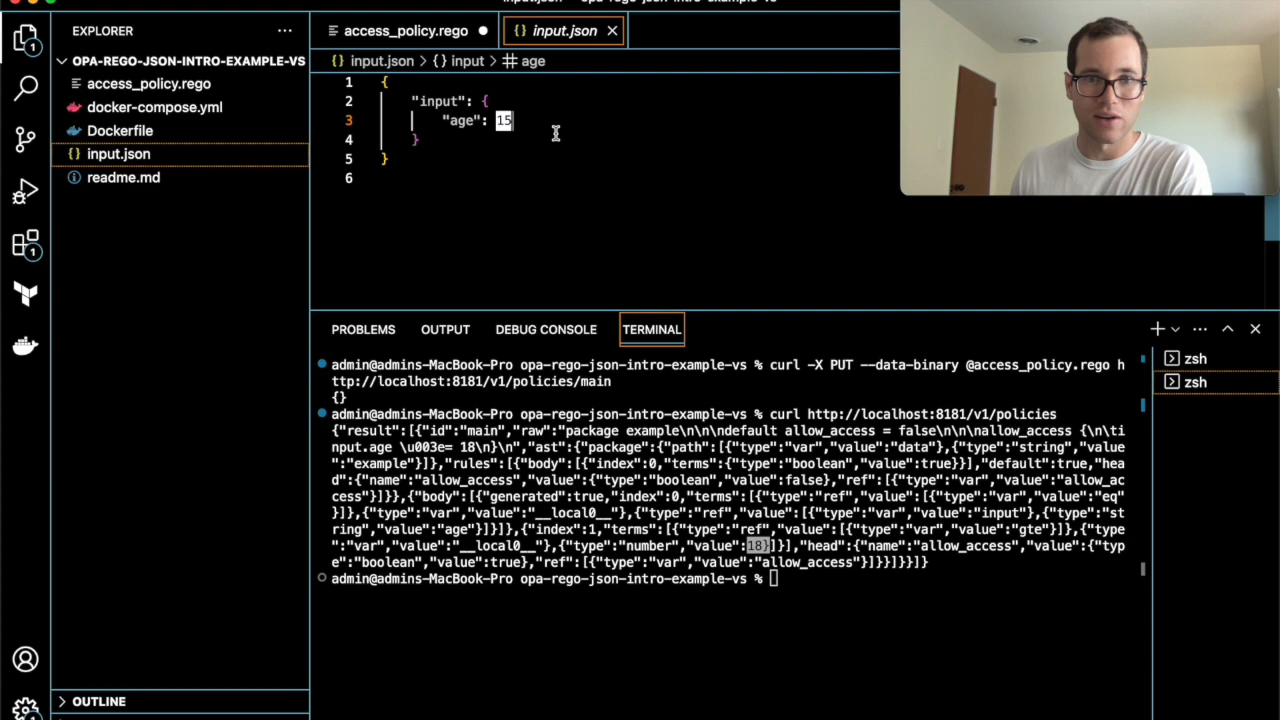 EXPLORER
OPA-REGO-JSON-INTRO-EXAMPLE-VS
access_policy.rego
docker-compose.yml
Dockerfile
input.json
readme.md
OUTLINE
1
1
access_policy.rego
{} input.json
{} input.json > {} input > # age
1 {
2 "input": {
3 "age": 15
4 }
5 }
6
PROBLEMS OUTPUT DEBUG CONSOLE TERMINAL
admin@admins-MacBook-Pro opa-rego-json-intro-example-vs % curl -X PUT --data-binary @access_policy.rego h
ttp://localhost:8181/v1/policies/main
{}
admin@admins-MacBook-Pro opa-rego-json-intro-example-vs % curl http://localhost:8181/v1/policies
{"result":[{"id":"main","raw":"package example\n\n\ndefault allow_access = false\n\n\nallow_access {\n\ti
nput.age \u003e= 18\n}\n","ast":{"package":{"path":[{"type":"var","value":"data"},{"type":"string","value
":"example"}]},"rules":[{"body":[{"index":0,"terms":{"type":"boolean","value":true}}],"default":true,"hea
d":{"name":"allow_access","value":{"type":"boolean","value":false},"ref":[{"type":"var","value":"allow_ac
cess"}]}},{"body":[{"generated":true,"index":0,"terms":[{"type":"ref","value":[{"type":"var","value":"eq"
}]},{"type":"var","value":"__local0__"},{"type":"ref","value":[{"type":"var","value":"input"},{"type":"st
ring","value":"age"}]}]},{"index":1,"terms":[{"type":"ref","value":[{"type":"var","value":"gte"}]},{"type
":"var","value":"__local0__"},{"type":"number","value":18}]}],"head":{"name":"allow_access","value":{"typ
e":"boolean","value":true},"ref":[{"type":"var","value":"allow_access"}]}}]}}]}
admin@admins-MacBook-Pro opa-rego-json-intro-example-vs %
zsh
zsh